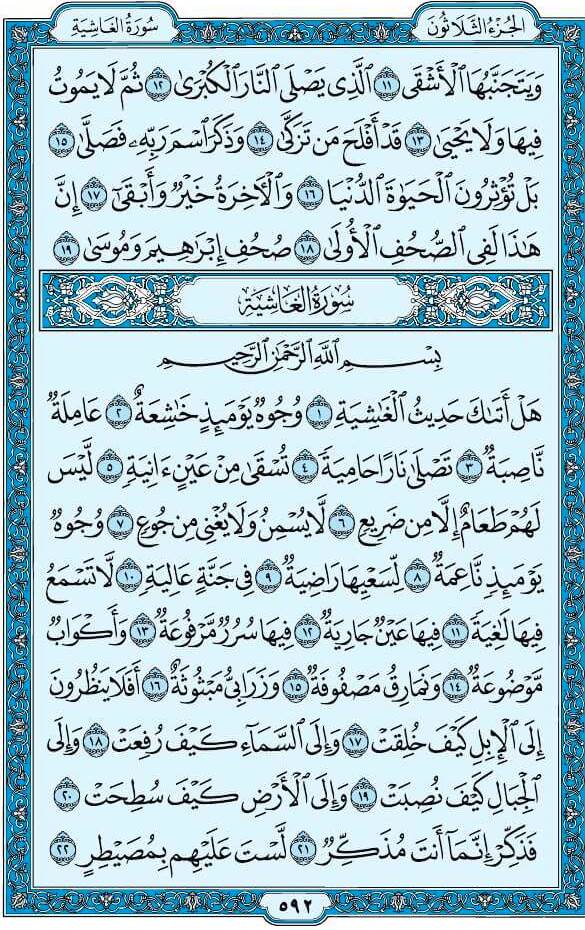 الجزء الثلاثون سورة الغاشية
وَيَتَجَنَّبُهَا ٱلْأَشْقَى ١١ ٱلَّذِى يَصْلَى ٱلنَّارَ ٱلْكُبْرَىٰ ١٢ ثُمَّ لَا يَمُوتُ
فِيهَا وَلَا يَحْيَىٰ ١٣ قَدْ أَفْلَحَ مَن تَزَكَّىٰ ١٤ وَذَكَرَ ٱسْمَ رَبِّهِۦ فَصَلَّىٰ ١٥
بَلْ تُؤْثِرُونَ ٱلْحَيَوٰةَ ٱلدُّنْيَا ١٦ وَٱلْأَخِرَةُ خَيْرٌ وَأَبْقَىٰٓ ١٧ إِنَّ
هَٰذَا لَفِى ٱلصُّحُفِ ٱلْأُولَىٰ ١٨ صُحُفِ إِبْرَٰهِيمَ وَمُوسَىٰ ١٩
سورة الغاشية
بِسْمِ ٱللَّهِ ٱلرَّحْمَٰنِ ٱلرَّحِيمِ
هَلْ أَتَىٰكَ حَدِيثُ ٱلْغَٰشِيَةِ ١ وُجُوهٌ يَوْمَئِذٍ خَٰشِعَةٌ ٢ عَامِلَةٌ
نَّاصِبَةٌ ٣ تَصْلَىٰ نَارًا حَامِيَةً ٤ تُسْقَىٰ مِنْ عَيْنٍ ءَانِيَةٍ ٥ لَّيْسَ
لَهُمْ طَعَامٌ إِلَّا مِن ضَرِيعٍ ٦ لَّا يُسْمِنُ وَلَا يُغْنِى مِن جُوعٍ ٧ وُجُوهٌ
يَوْمَئِذٍ نَّاعِمَةٌ ٨ لِّسَعْيِهَا رَاضِيَةٌ ٩ فِى جَنَّةٍ عَالِيَةٍ ١٠ لَّا تَسْمَعُ
فِيهَا لَٰغِيَةً ١١ فِيهَا عَيْنٌ جَارِيَةٌ ١٢ فِيهَا سُرُرٌ مَّرْفُوعَةٌ ١٣ وَأَكْوَابٌ
مَّوْضُوعَةٌ ١٤ وَنَمَارِقُ مَصْفُوفَةٌ ١٥ وَزَرَابِىُّ مَبْثُوثَةٌ ١٦ أَفَلَا يَنظُرُونَ
إِلَى ٱلْإِبِلِ كَيْفَ خُلِقَتْ ١٧ وَإِلَى ٱلسَّمَآءِ كَيْفَ رُفِعَتْ ١٨ وَإِلَى
ٱلْجِبَالِ كَيْفَ نُصِبَتْ ١٩ وَإِلَى ٱلْأَرْضِ كَيْفَ سُطِحَتْ ٢٠
فَذَكِّرْ إِنَّمَآ أَنتَ مُذَكِّرٌ ٢١ لَّسْتَ عَلَيْهِم بِمُصَيْطِرٍ ٢٢
٥٩٢